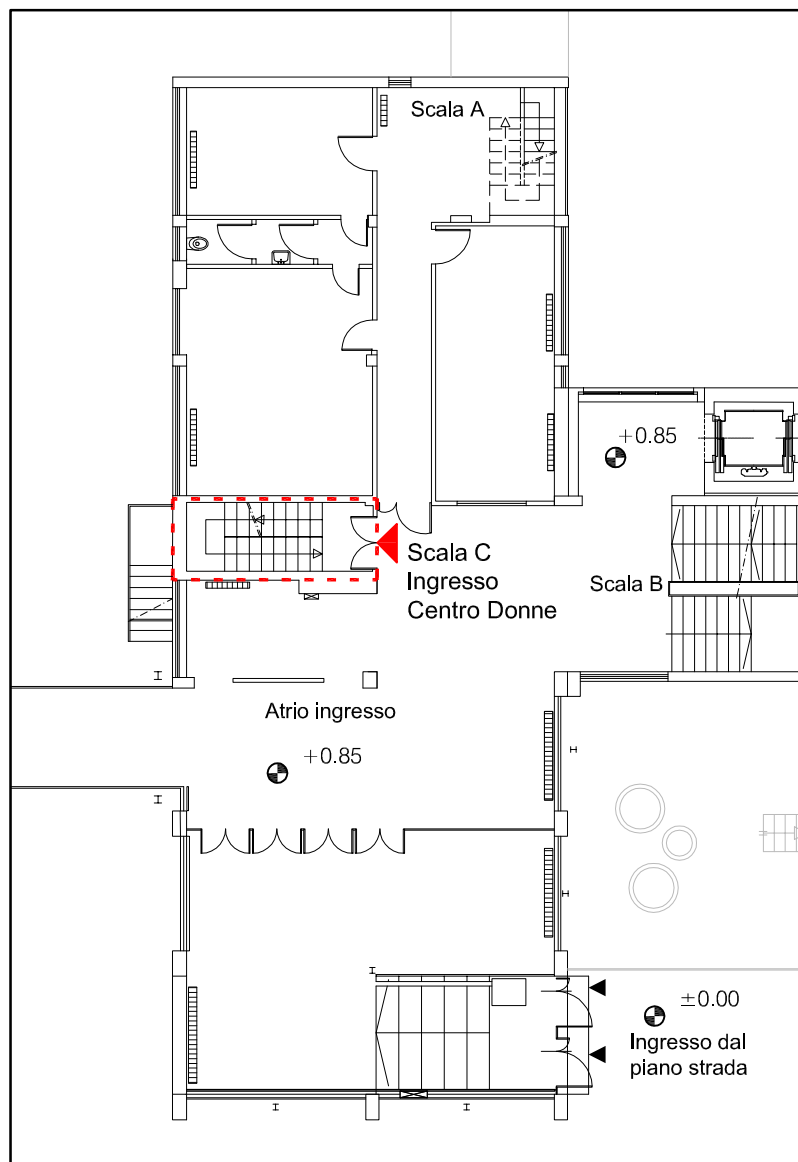 Scala A
+0.85
Scala C
Ingresso
Centro Donne
Scala B
Atrio ingresso
+0.85
±0.00
Ingresso dal
piano strada